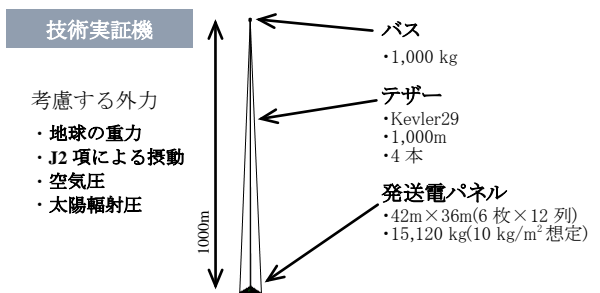 技術実証機
考慮する外力
・地球の重力
・J2 項による摂動
・空気圧
・太陽輻射圧
1000m
バス
・1,000 kg
テザー
・Kevler29
・1,000m
・4 本
発送電パネル
・42m×36m(6 枚×12 列)
・15,120 kg(10 kg/m²想定)